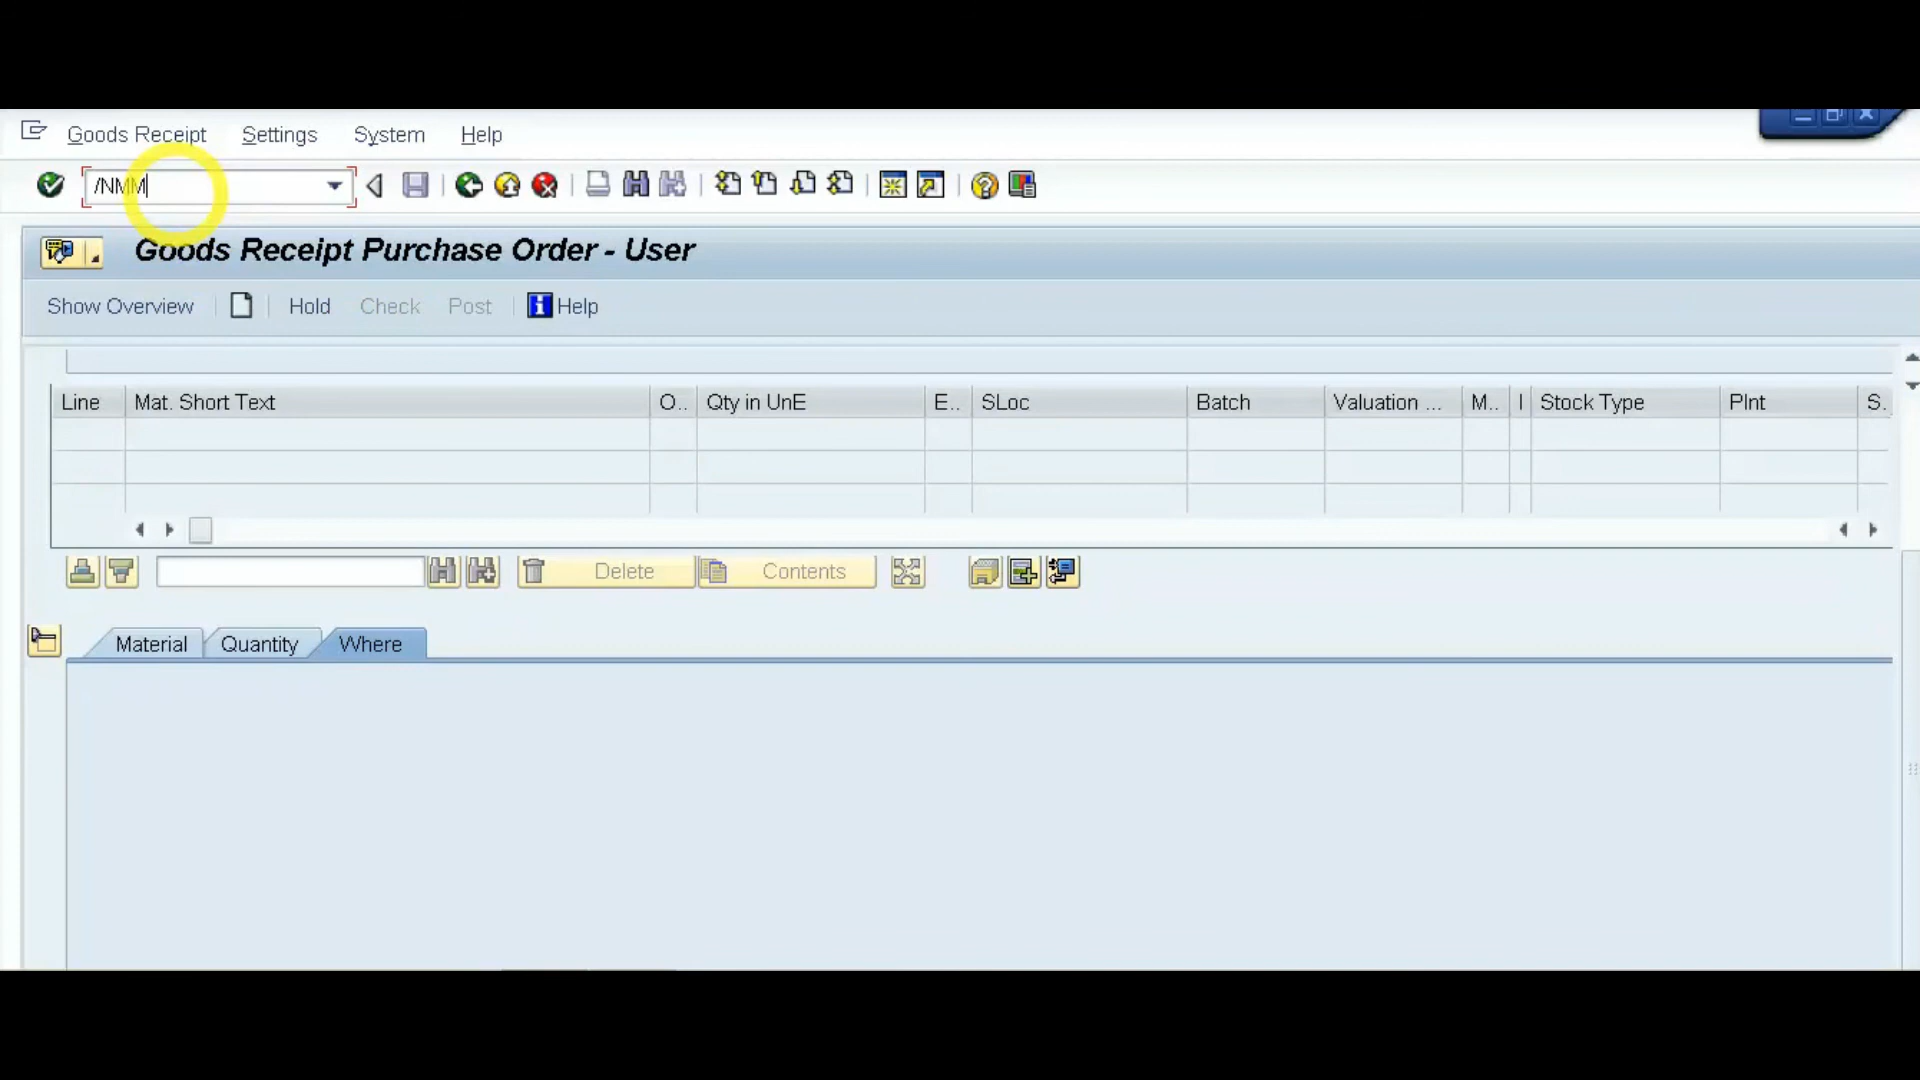 Goods Receipt Settings System Help
/NMM
Goods Receipt Purchase Order - User
Show Overview Hold Check Post Help
Line Mat. Short Text O.. Qty in UnE E.. SLoc Batch Valuation ... M.. I Stock Type Plnt S.
Delete Contents
Material Quantity Where